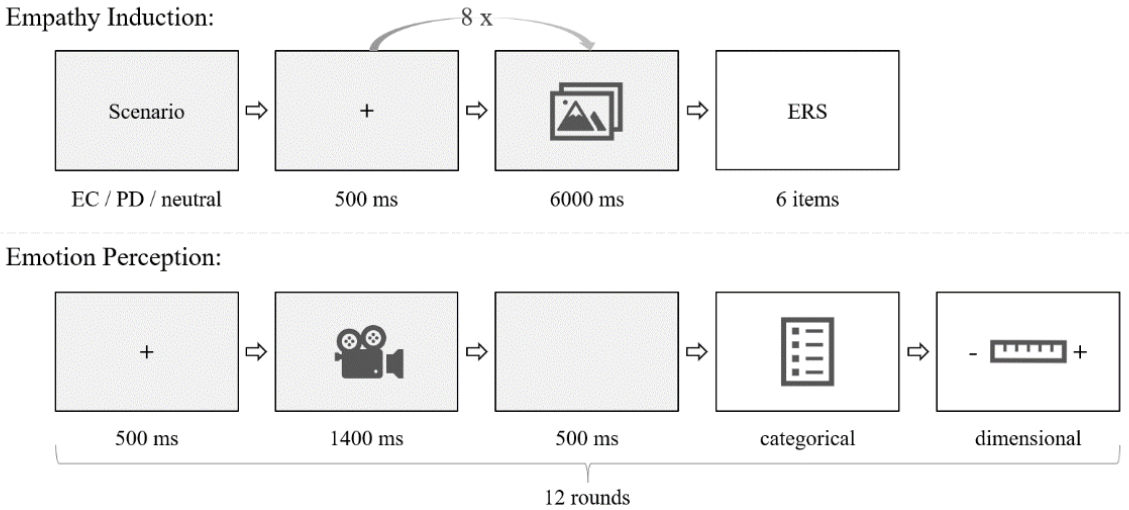 Empathy Induction:
8 x
Scenario
+
ERS
EC / PD / neutral
500 ms
6000 ms
6 items
Emotion Perception:
+
- +
500 ms
1400 ms
500 ms
categorical
dimensional
12 rounds